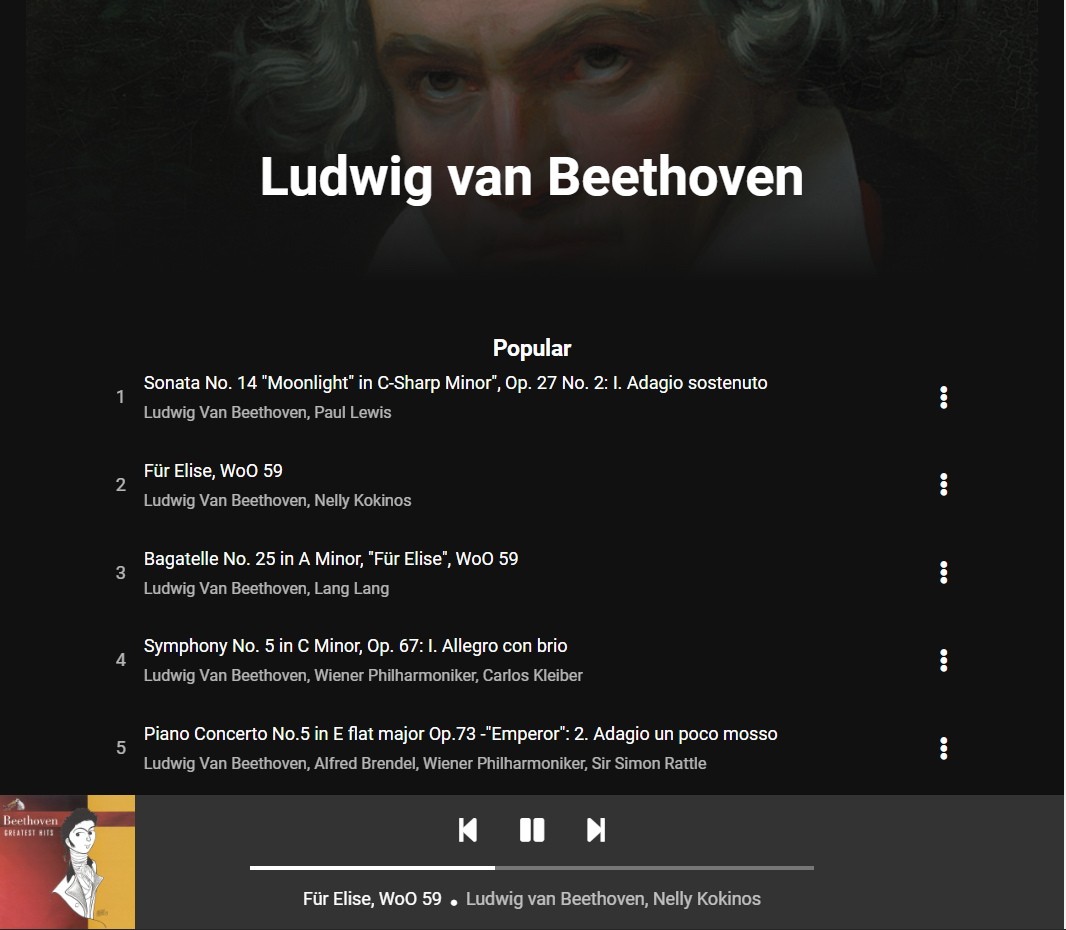 Ludwig van Beethoven
Popular
1
Sonata No. 14 "Moonlight" in C-Sharp Minor", Op. 27 No. 2: I. Adagio sostenuto
Ludwig Van Beethoven, Paul Lewis
2
Für Elise, WoO 59
Ludwig Van Beethoven, Nelly Kokinos
3
Bagatelle No. 25 in A Minor, "Für Elise", WoO 59
Ludwig Van Beethoven, Lang Lang
4
Symphony No. 5 in C Minor, Op. 67: I. Allegro con brio
Ludwig Van Beethoven, Wiener Philharmoniker, Carlos Kleiber
5
Piano Concerto No.5 in E flat major Op.73 -"Emperor": 2. Adagio un poco mosso
Ludwig Van Beethoven, Alfred Brendel, Wiener Philharmoniker, Sir Simon Rattle
Beethoven
GREATEST HITS
Für Elise, WoO 59 • Ludwig van Beethoven, Nelly Kokinos